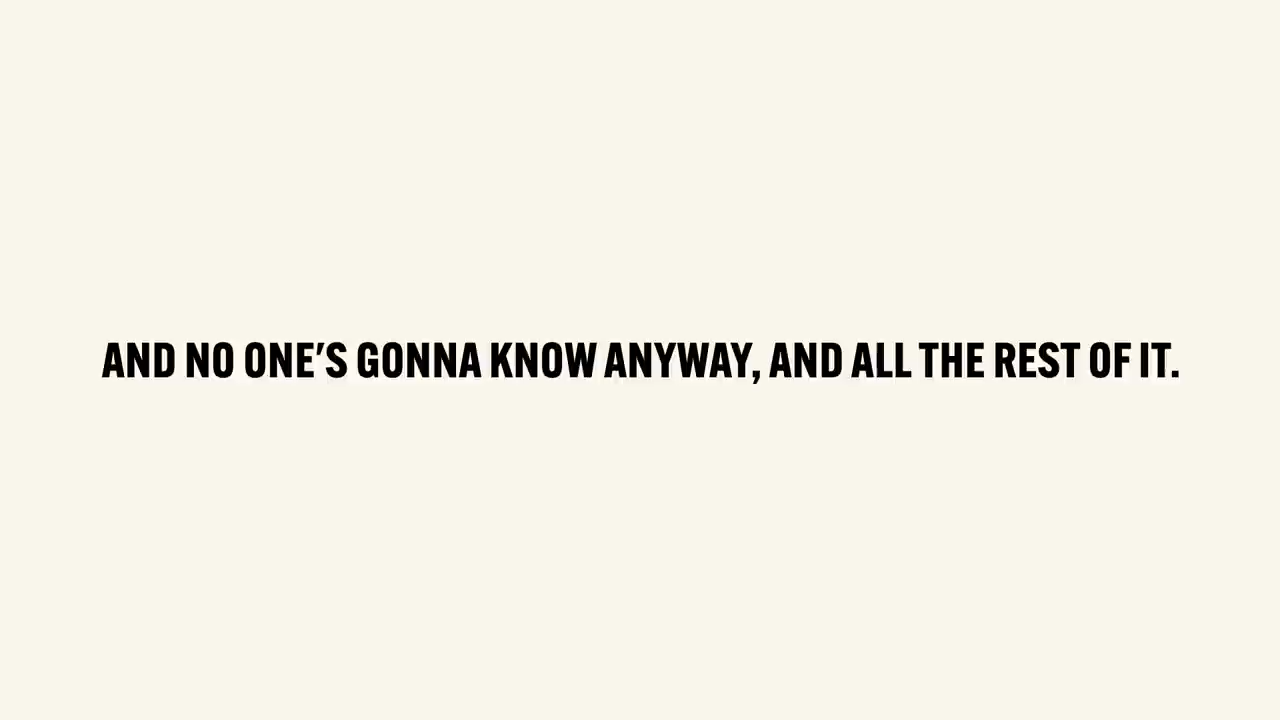 AND NO ONE'S GONNA KNOW ANYWAY, AND ALL THE REST OF IT.